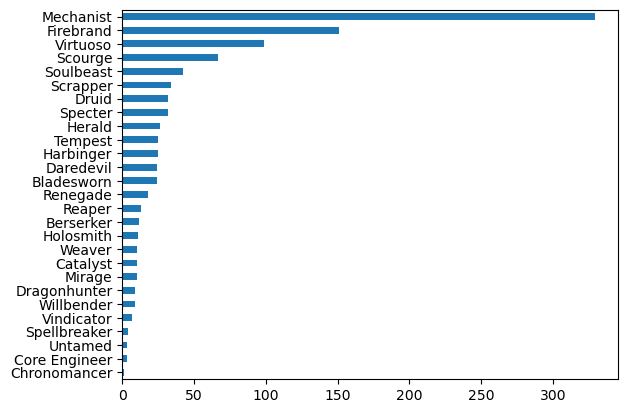 Mechanist
Firebrand
Virtuoso
Scourge
Soulbeast
Scrapper
Druid
Specter
Herald
Tempest
Harbinger
Daredevil
Bladesworn
Renegade
Reaper
Berserker
Holosmith
Weaver
Catalyst
Mirage
Dragonhunter
Willbender
Vindicator
Spellbreaker
Untamed
Core Engineer
Chronomancer
0 50 100 150 200 250 300